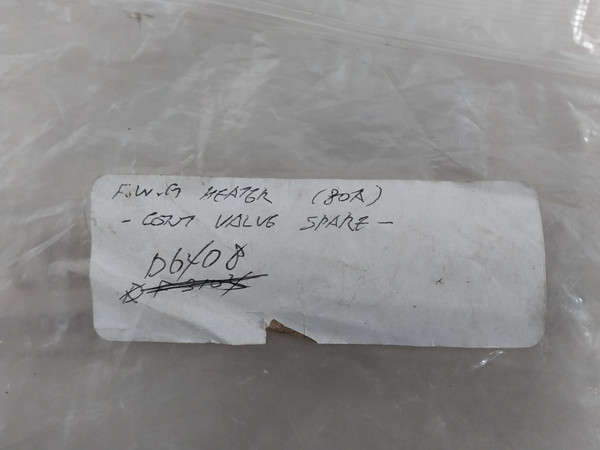 F.W.G HEATER (80A)
- CONT VALVE SPARE -
D6408